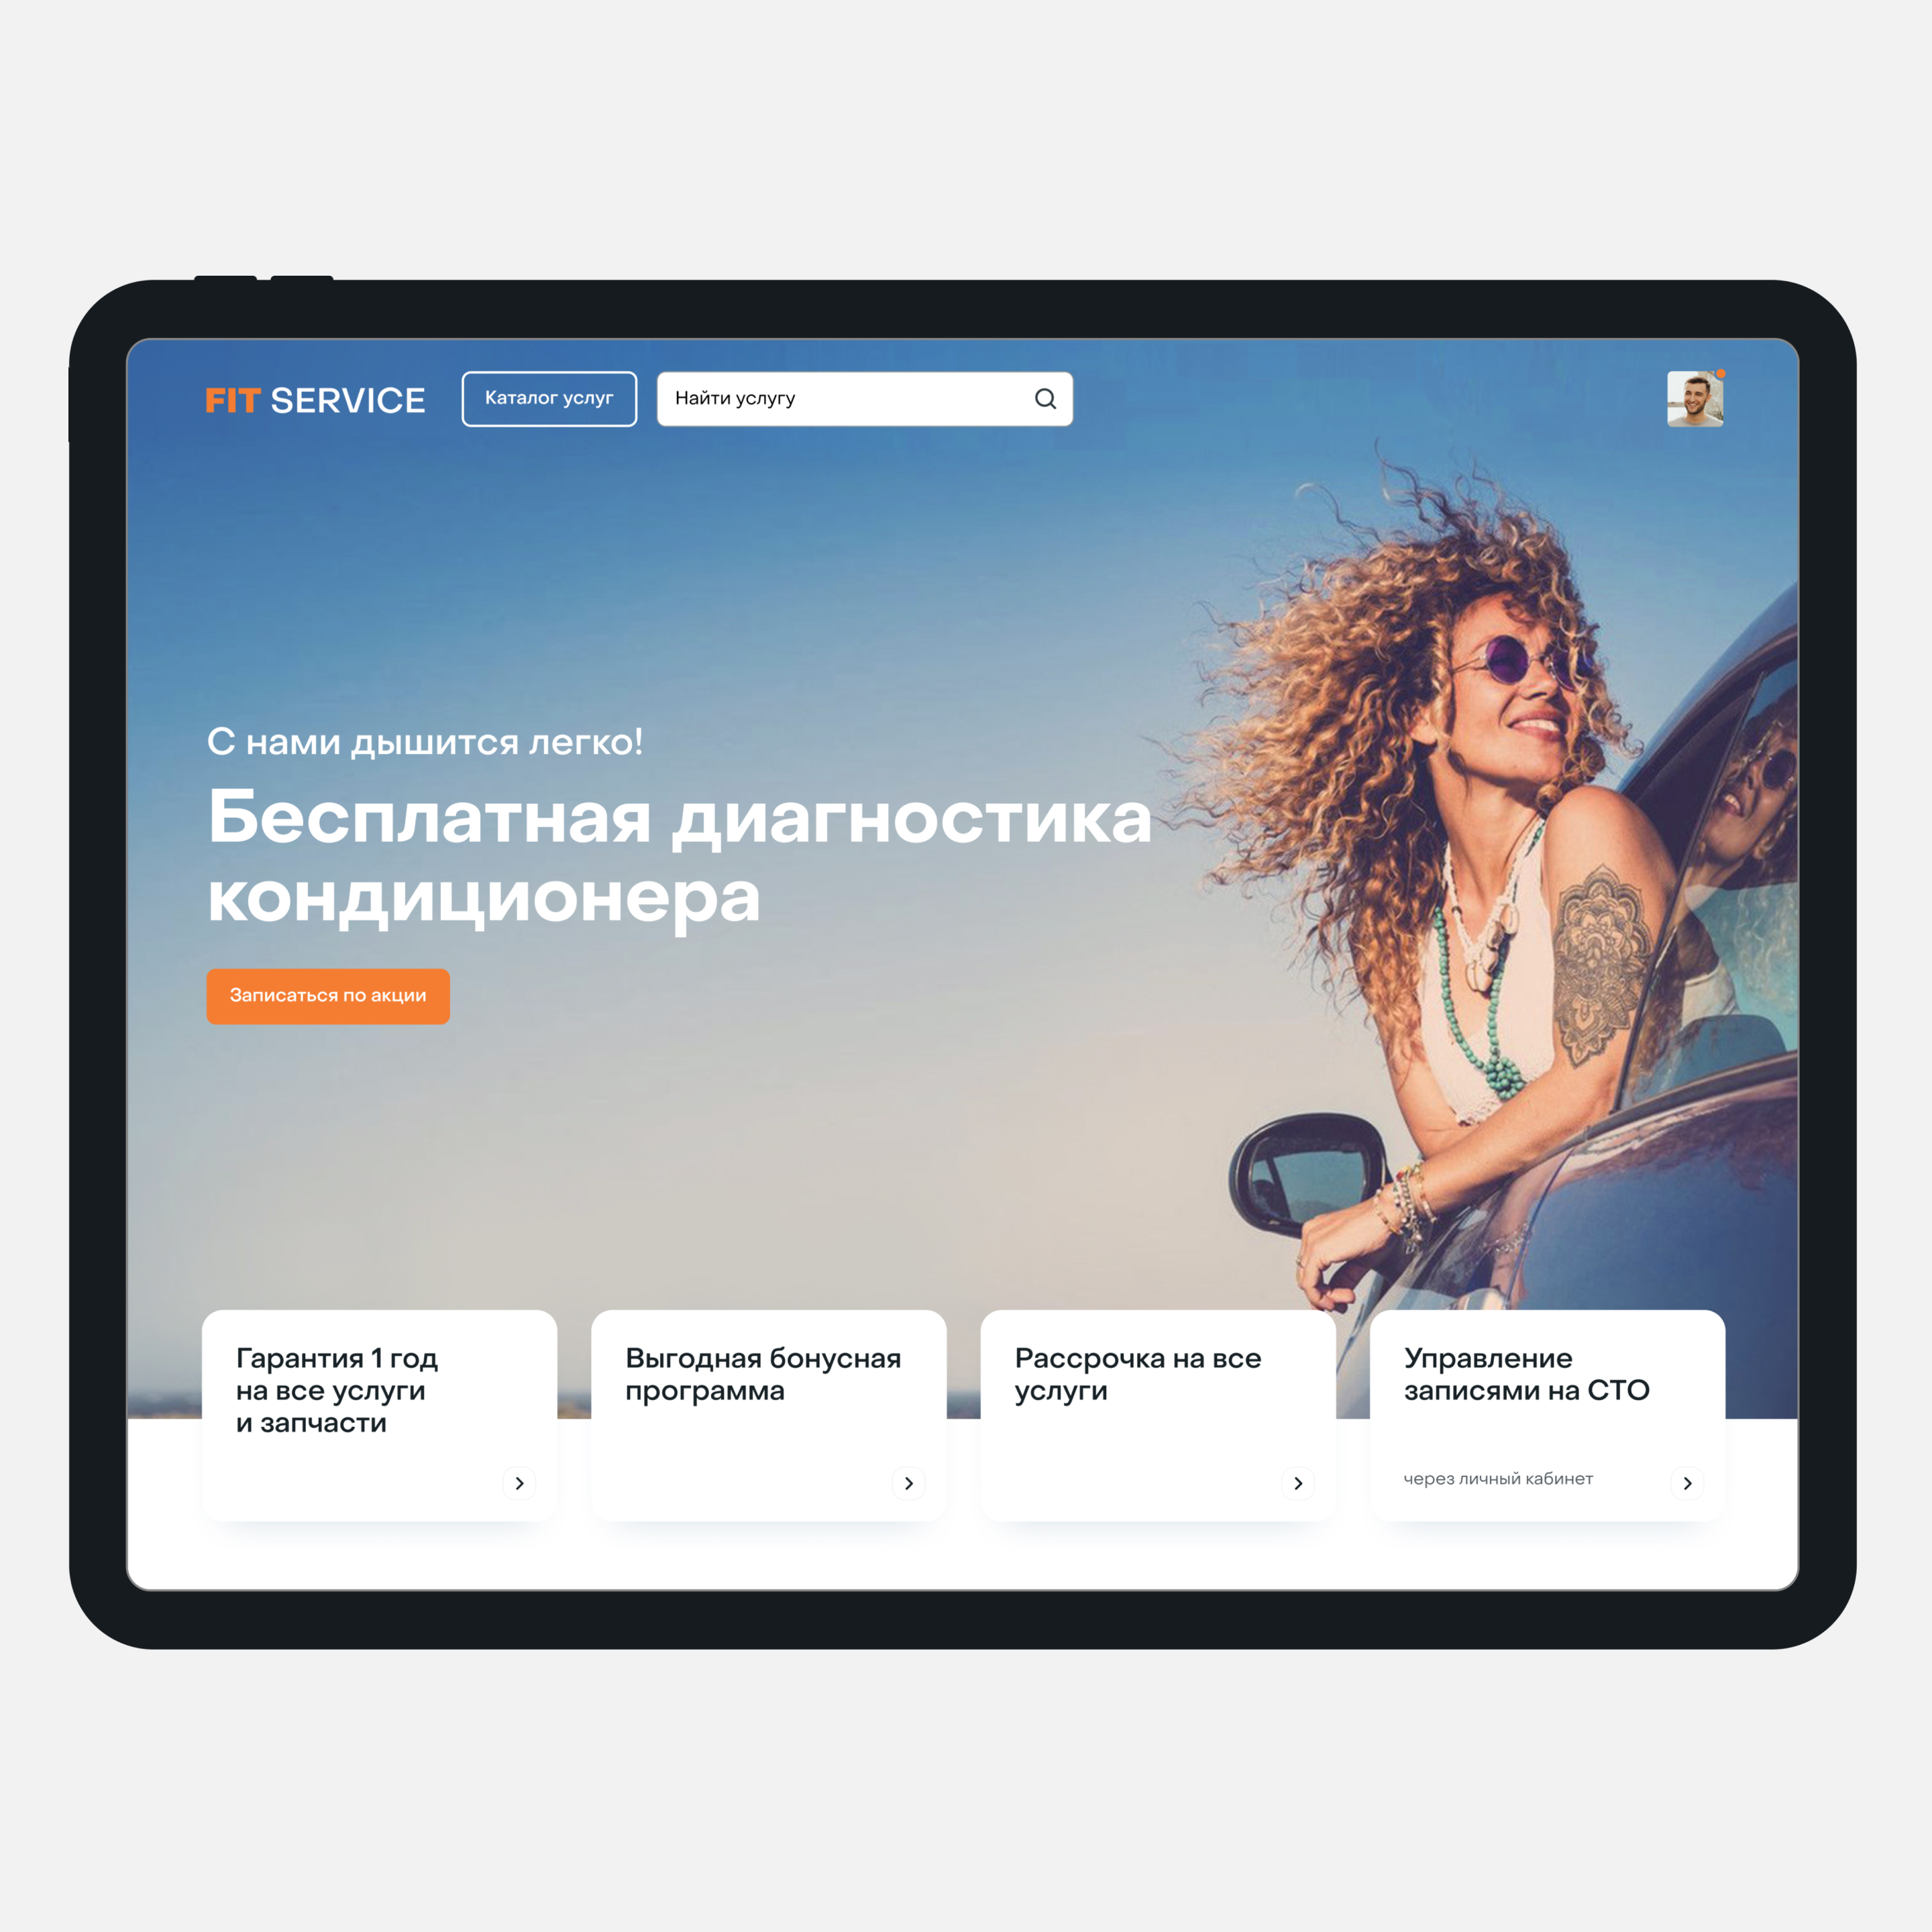 FIT SERVICE
Каталог услуг
Найти услугу
С нами дышится легко!
Бесплатная диагностика
кондиционера
Записаться по акции
Гарантия 1 год
на все услуги
и запчасти
Выгодная бонусная
программа
Рассрочка на все
услуги
Управление
записями на СТО
через личный кабинет